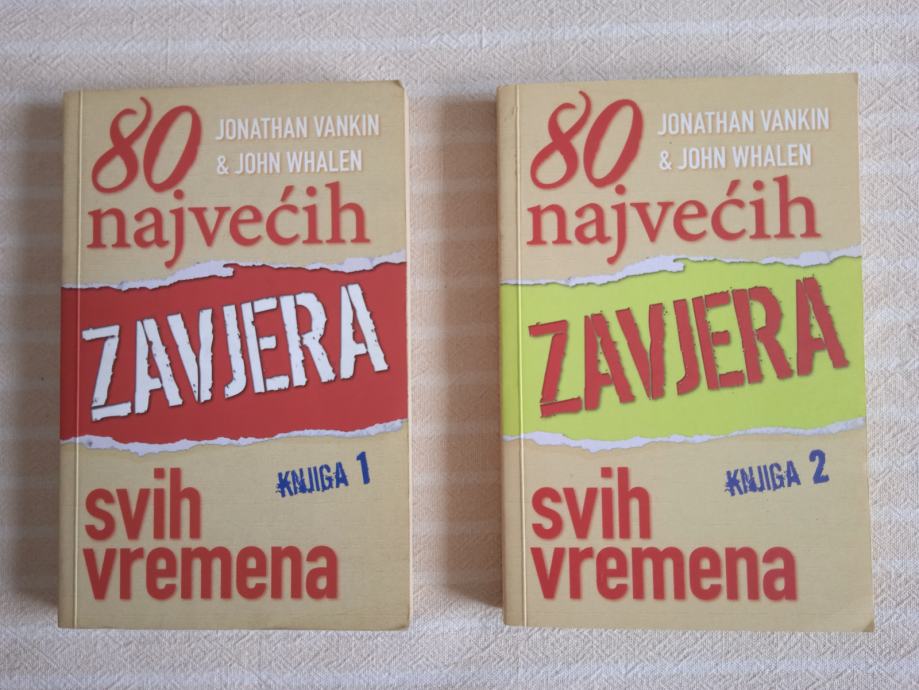 80
JONATHAN VANKIN
& JOHN WHALEN
najvećih
ZAVJERA
KNJIGA 1
svih
vremena
80
JONATHAN VANKIN
& JOHN WHALEN
najvećih
ZAVJERA
KNJIGA 2
svih
vremena